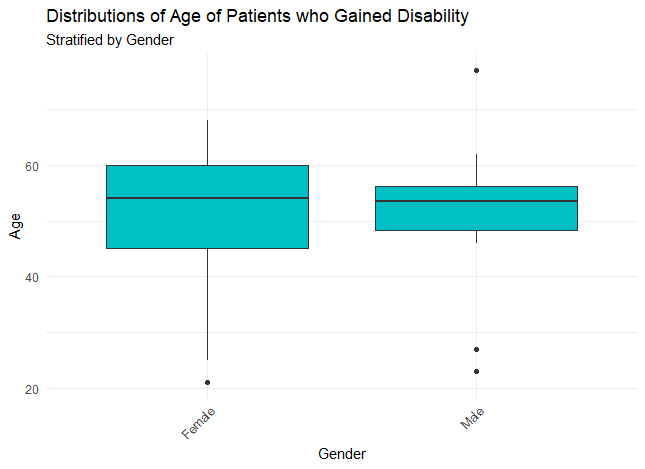 Distributions of Age of Patients who Gained Disability
Stratified by Gender
60
40
20
Age
Female
Male
Gender